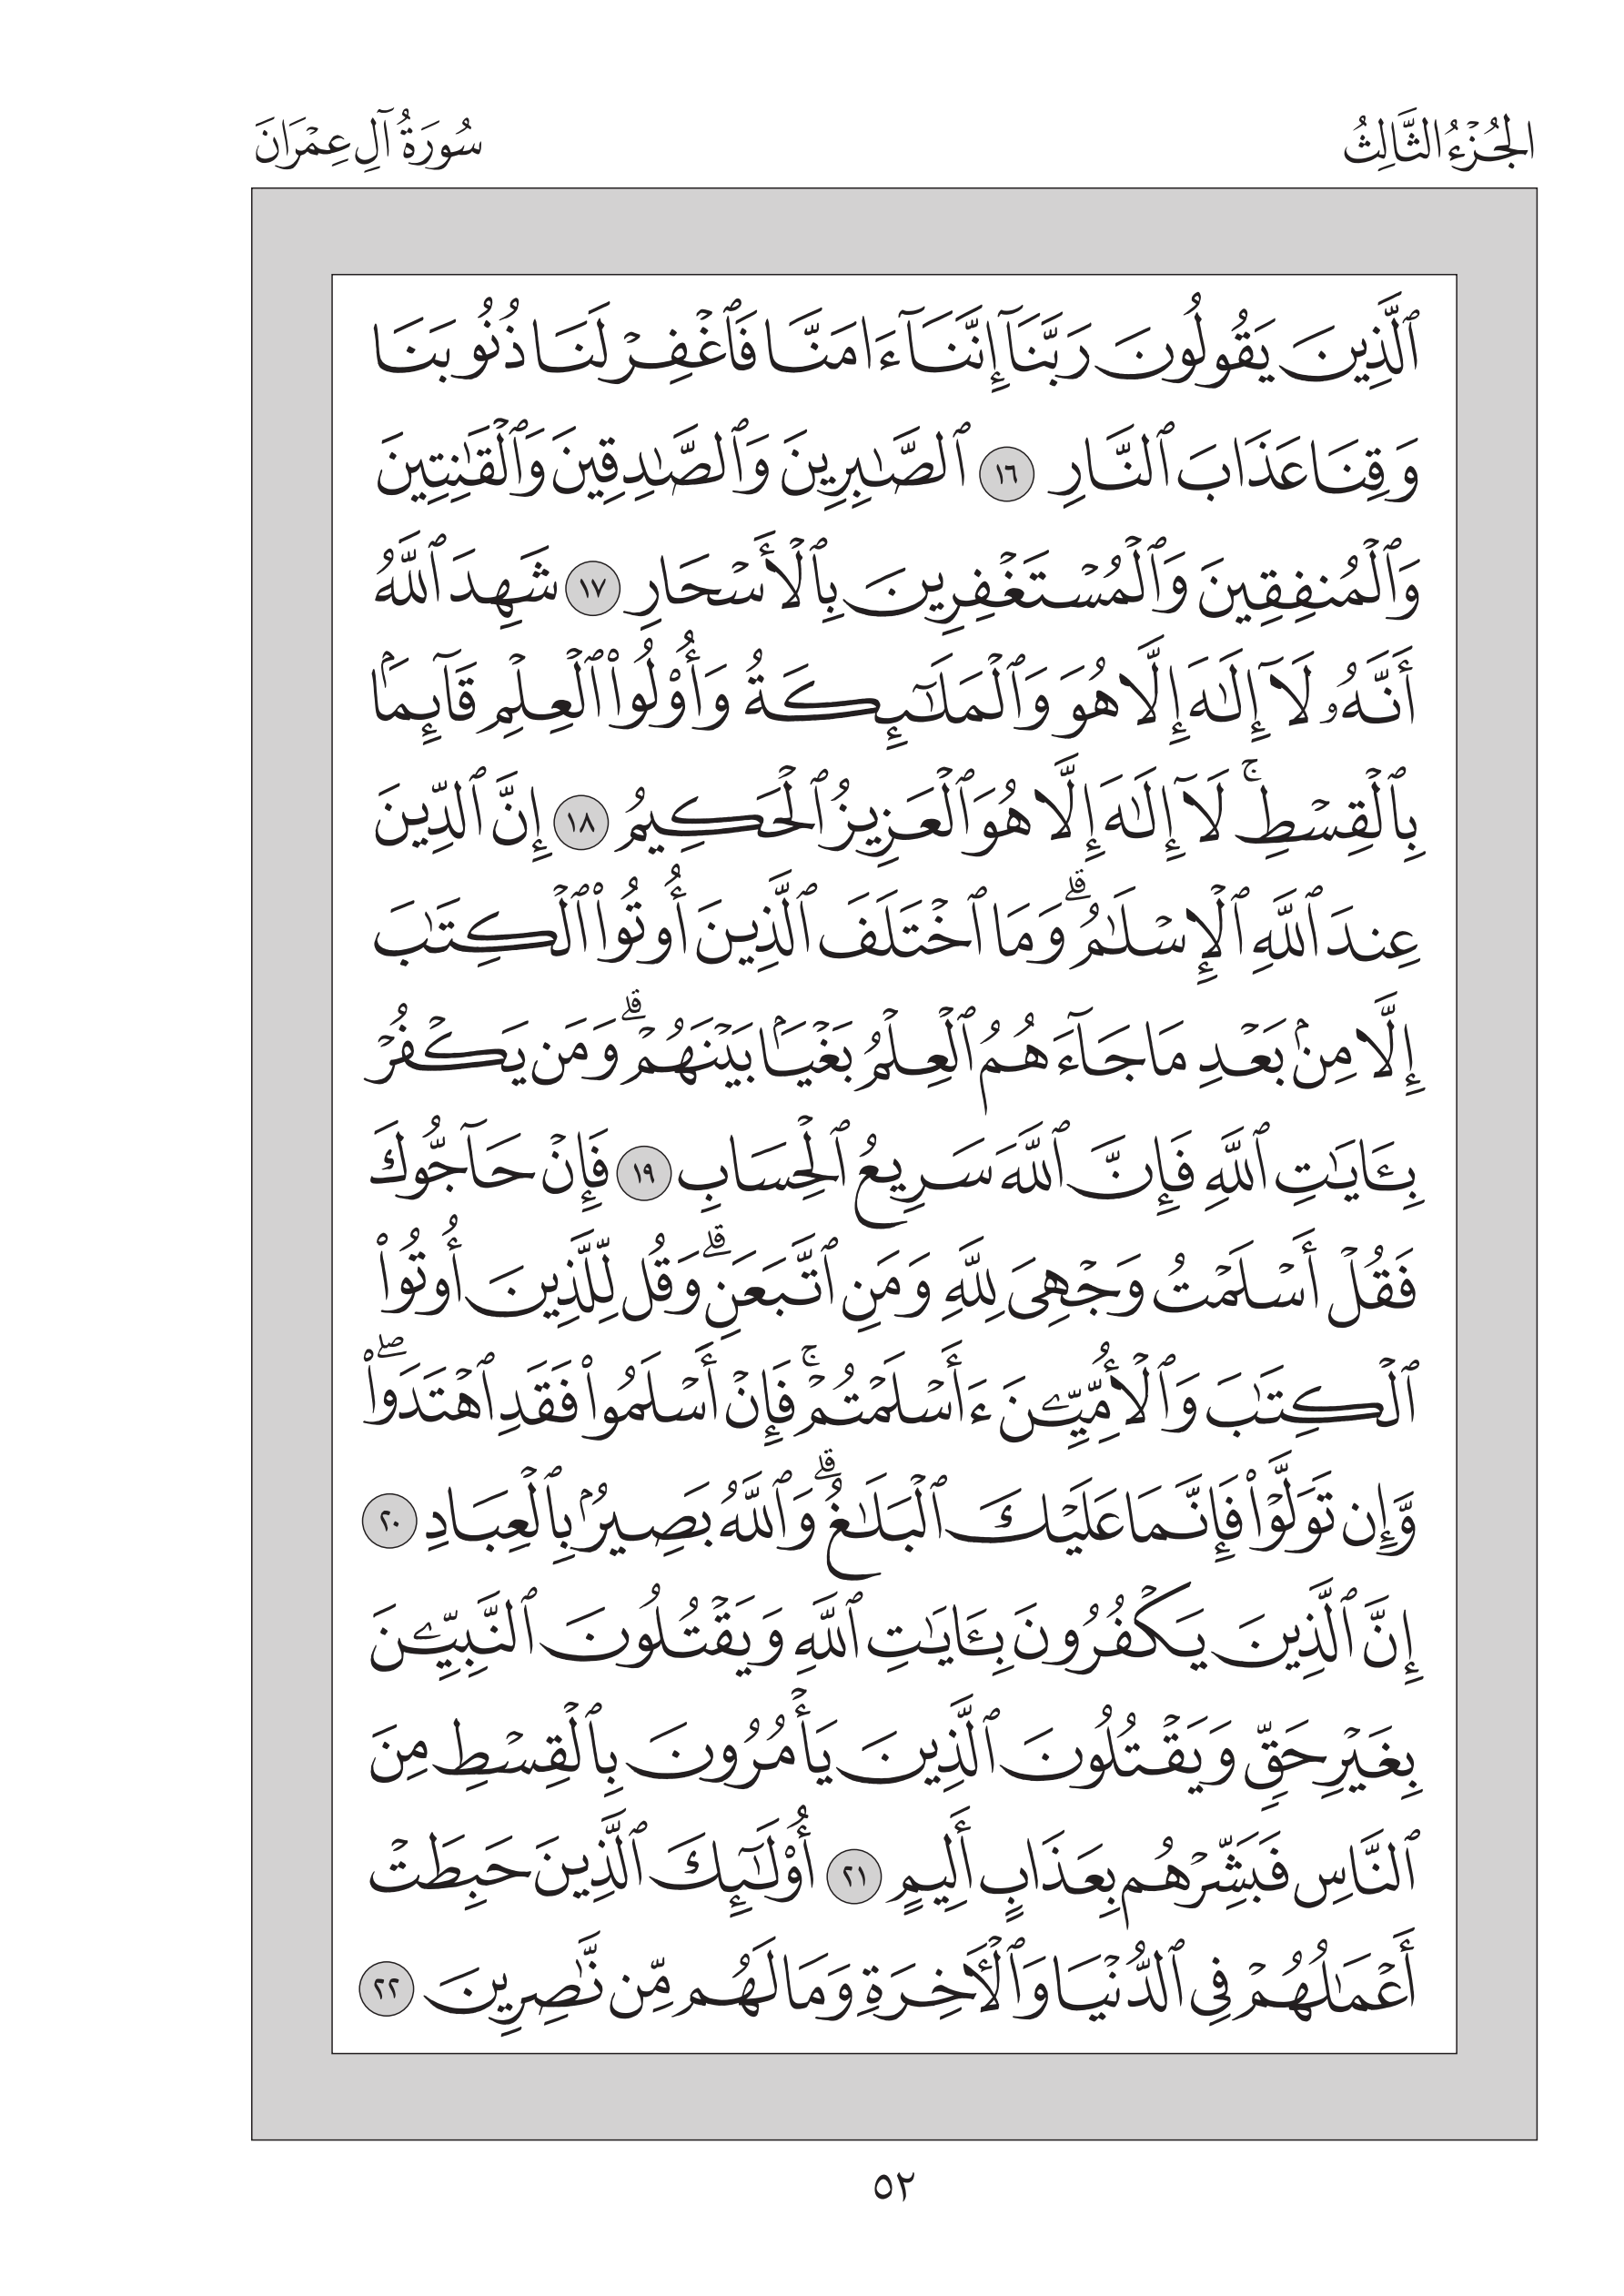 الجُزْءُ الثَّالِثُ
سُورَةُ آلِ عِمْرَانَ
ٱلَّذِينَ يَقُولُونَ رَبَّنَآ إِنَّنَآ ءَامَنَّا فَٱغْفِرْ لَنَا ذُنُوبَنَا
وَقِنَا عَذَابَ ٱلنَّارِ ١٦ ٱلصَّٰبِرِينَ وَٱلصَّٰدِقِينَ وَٱلْقَٰنِتِينَ
وَٱلْمُنفِقِينَ وَٱلْمُسْتَغْفِرِينَ بِٱلْأَسْحَارِ ١٧ شَهِدَ ٱللَّهُ
أَنَّهُۥ لَآ إِلَٰهَ إِلَّا هُوَ وَٱلْمَلَٰٓئِكَةُ وَأُو۟لُوا۟ ٱلْعِلْمِ قَآئِمَۢا
بِٱلْقِسْطِ ۚ لَآ إِلَٰهَ إِلَّا هُوَ ٱلْعَزِيزُ ٱلْحَكِيمُ ١٨ إِنَّ ٱلدِّينَ
عِندَ ٱللَّهِ ٱلْإِسْلَٰمُ ۗ وَمَا ٱخْتَلَفَ ٱلَّذِينَ أُوتُوا۟ ٱلْكِتَٰبَ
إِلَّا مِنۢ بَعْدِ مَا جَآءَهُمُ ٱلْعِلْمُ بَغْيَۢا بَيْنَهُمْ ۗ وَمَن يَكْفُرْ
بِـَٔايَٰتِ ٱللَّهِ فَإِنَّ ٱللَّهَ سَرِيعُ ٱلْحِسَابِ ١٩ فَإِنْ حَآجُّوكَ
فَقُلْ أَسْلَمْتُ وَجْهِىَ لِلَّهِ وَمَنِ ٱتَّبَعَنِ ۗ وَقُل لِّلَّذِينَ أُوتُوا۟
ٱلْكِتَٰبَ وَٱلْأُمِّيِّـۧنَ ءَأَسْلَمْتُمْ ۚ فَإِنْ أَسْلَمُوا۟ فَقَدِ ٱهْتَدَوا۟ ۖ
وَّإِن تَوَلَّوْا۟ فَإِنَّمَا عَلَيْكَ ٱلْبَلَٰغُ ۗ وَٱللَّهُ بَصِيرُۢ بِٱلْعِبَادِ ٢٠
إِنَّ ٱلَّذِينَ يَكْفُرُونَ بِـَٔايَٰتِ ٱللَّهِ وَيَقْتُلُونَ ٱلنَّبِيِّـۧنَ
بِغَيْرِ حَقٍّ وَيَقْتُلُونَ ٱلَّذِينَ يَأْمُرُونَ بِٱلْقِسْطِ مِنَ
ٱلنَّاسِ فَبَشِّرْهُم بِعَذَابٍ أَلِيمٍ ٢١ أُو۟لَٰٓئِكَ ٱلَّذِينَ حَبِطَتْ
أَعْمَٰلُهُمْ فِى ٱلدُّنْيَا وَٱلْـَٔاخِرَةِ وَمَا لَهُم مِّن نَّٰصِرِينَ ٢٢
٥٢